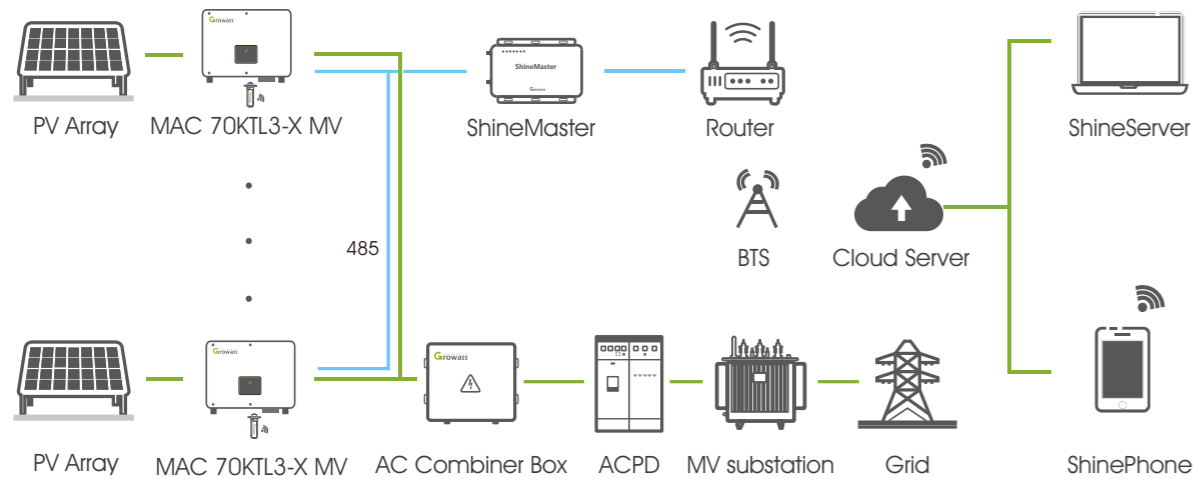 Growatt
ShineMaster
Growatt
PV Array
MAC 70KTL3-X MV
ShineMaster
Router
ShineServer
485
BTS
Cloud Server
Growatt
Growatt
PV Array
MAC 70KTL3-X MV
AC Combiner Box
ACPD
MV substation
Grid
ShinePhone